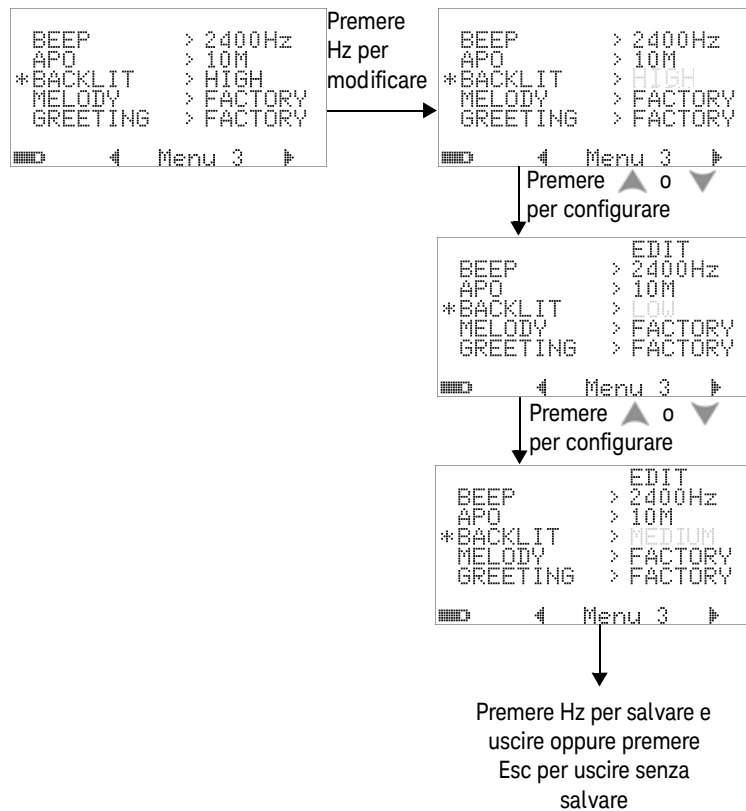 BEEP > 2400Hz
APO > 10M
*BACKLIT > HIGH
MELODY > FACTORY
GREETING > FACTORY
Menu 3
Premere
Hz per
modificare
BEEP > 2400Hz
APO > 10M
*BACKLIT > HIGH
MELODY > FACTORY
GREETING > FACTORY
Menu 3
Premere o
per configurare
EDIT
BEEP > 2400Hz
APO > 10M
*BACKLIT > LOW
MELODY > FACTORY
GREETING > FACTORY
Menu 3
Premere o
per configurare
EDIT
BEEP > 2400Hz
APO > 10M
*BACKLIT > MEDIUM
MELODY > FACTORY
GREETING > FACTORY
Menu 3
Premere Hz per salvare e
uscire oppure premere
Esc per uscire senza
salvare